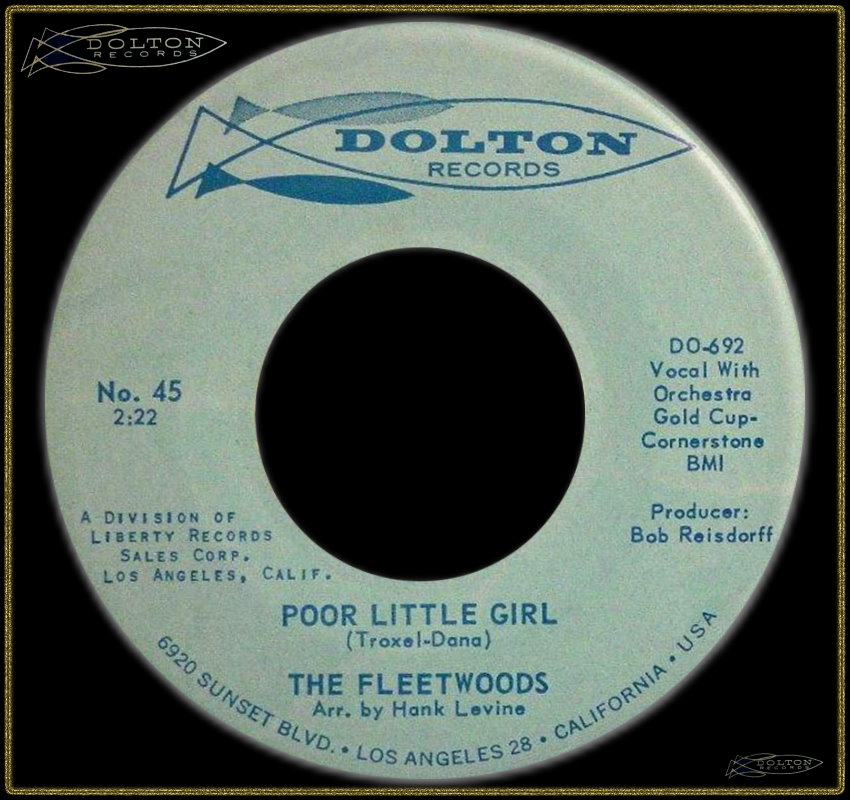 DOLTON
RECORDS
DOLTON
RECORDS
No. 45
2:22
DO-692
Vocal With
Orchestra
Gold Cup-
Cornerstone
BMI
Producer:
Bob Reisdorff
A DIVISION OF
LIBERTY RECORDS
SALES CORP.
LOS ANGELES, CALIF.
POOR LITTLE GIRL
(Troxel-Dana)
THE FLEETWOODS
Arr. by Hank Levine
6920 SUNSET BLVD. • LOS ANGELES 28 • CALIFORNIA • USA
DOLTON
RECORDS